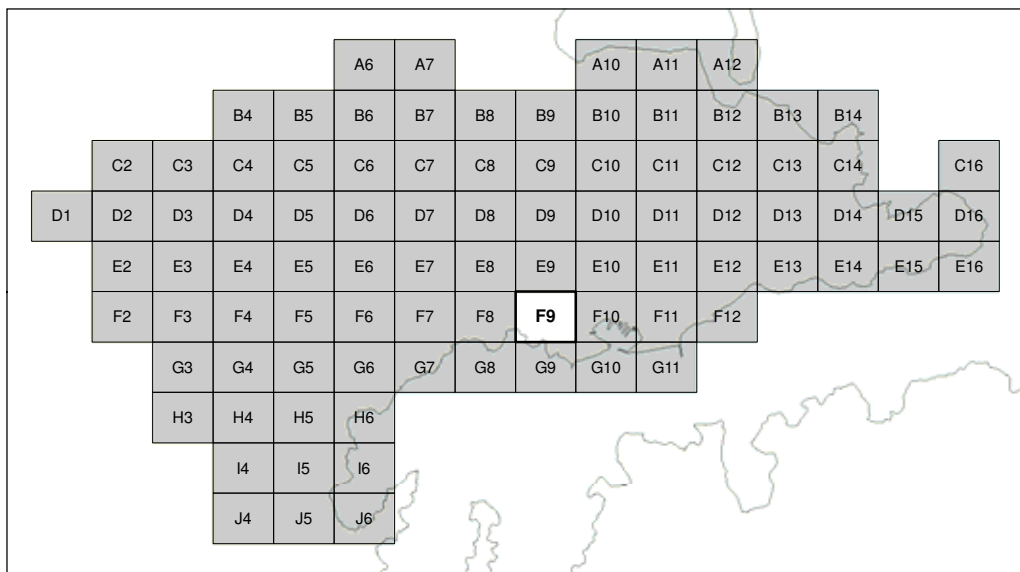 A6 A7 A10 A11 A12
B4 B5 B6 B7 B8 B9 B10 B11 B12 B13 B14
C2 C3 C4 C5 C6 C7 C8 C9 C10 C11 C12 C13 C14 C16
D1 D2 D3 D4 D5 D6 D7 D8 D9 D10 D11 D12 D13 D14 D15 D16
E2 E3 E4 E5 E6 E7 E8 E9 E10 E11 E12 E13 E14 E15 E16
F2 F3 F4 F5 F6 F7 F8 F9 F10 F11 F12
G3 G4 G5 G6 G7 G8 G9 G10 G11
H3 H4 H5 H6
I4 I5 I6
J4 J5 J6